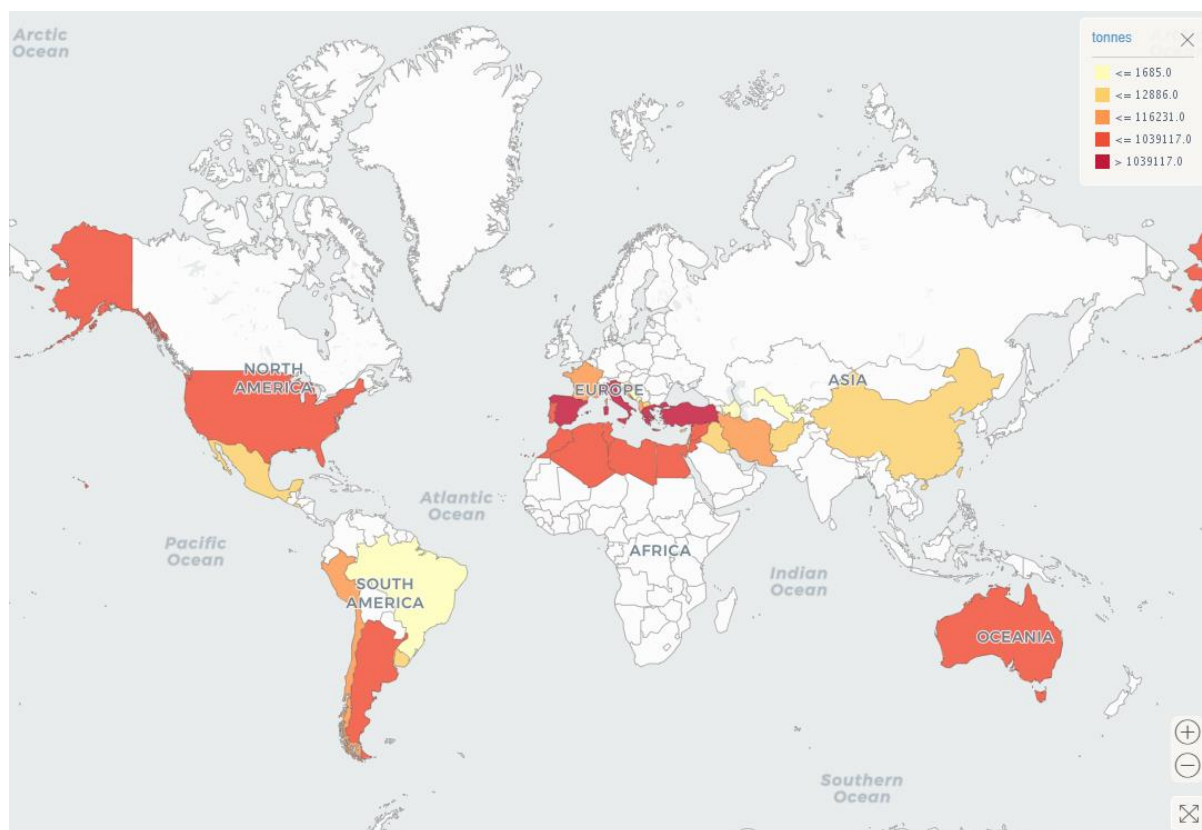 Arctic
Ocean
tonnes
<= 1685.0
<= 12886.0
<= 116231.0
<= 1039117.0
> 1039117.0
NORTH
AMERICA
EUROPE
ASIA
Atlantic
Ocean
Pacific
Ocean
AFRICA
Indian
Ocean
SOUTH
AMERICA
OCEANIA
Southern
Ocean